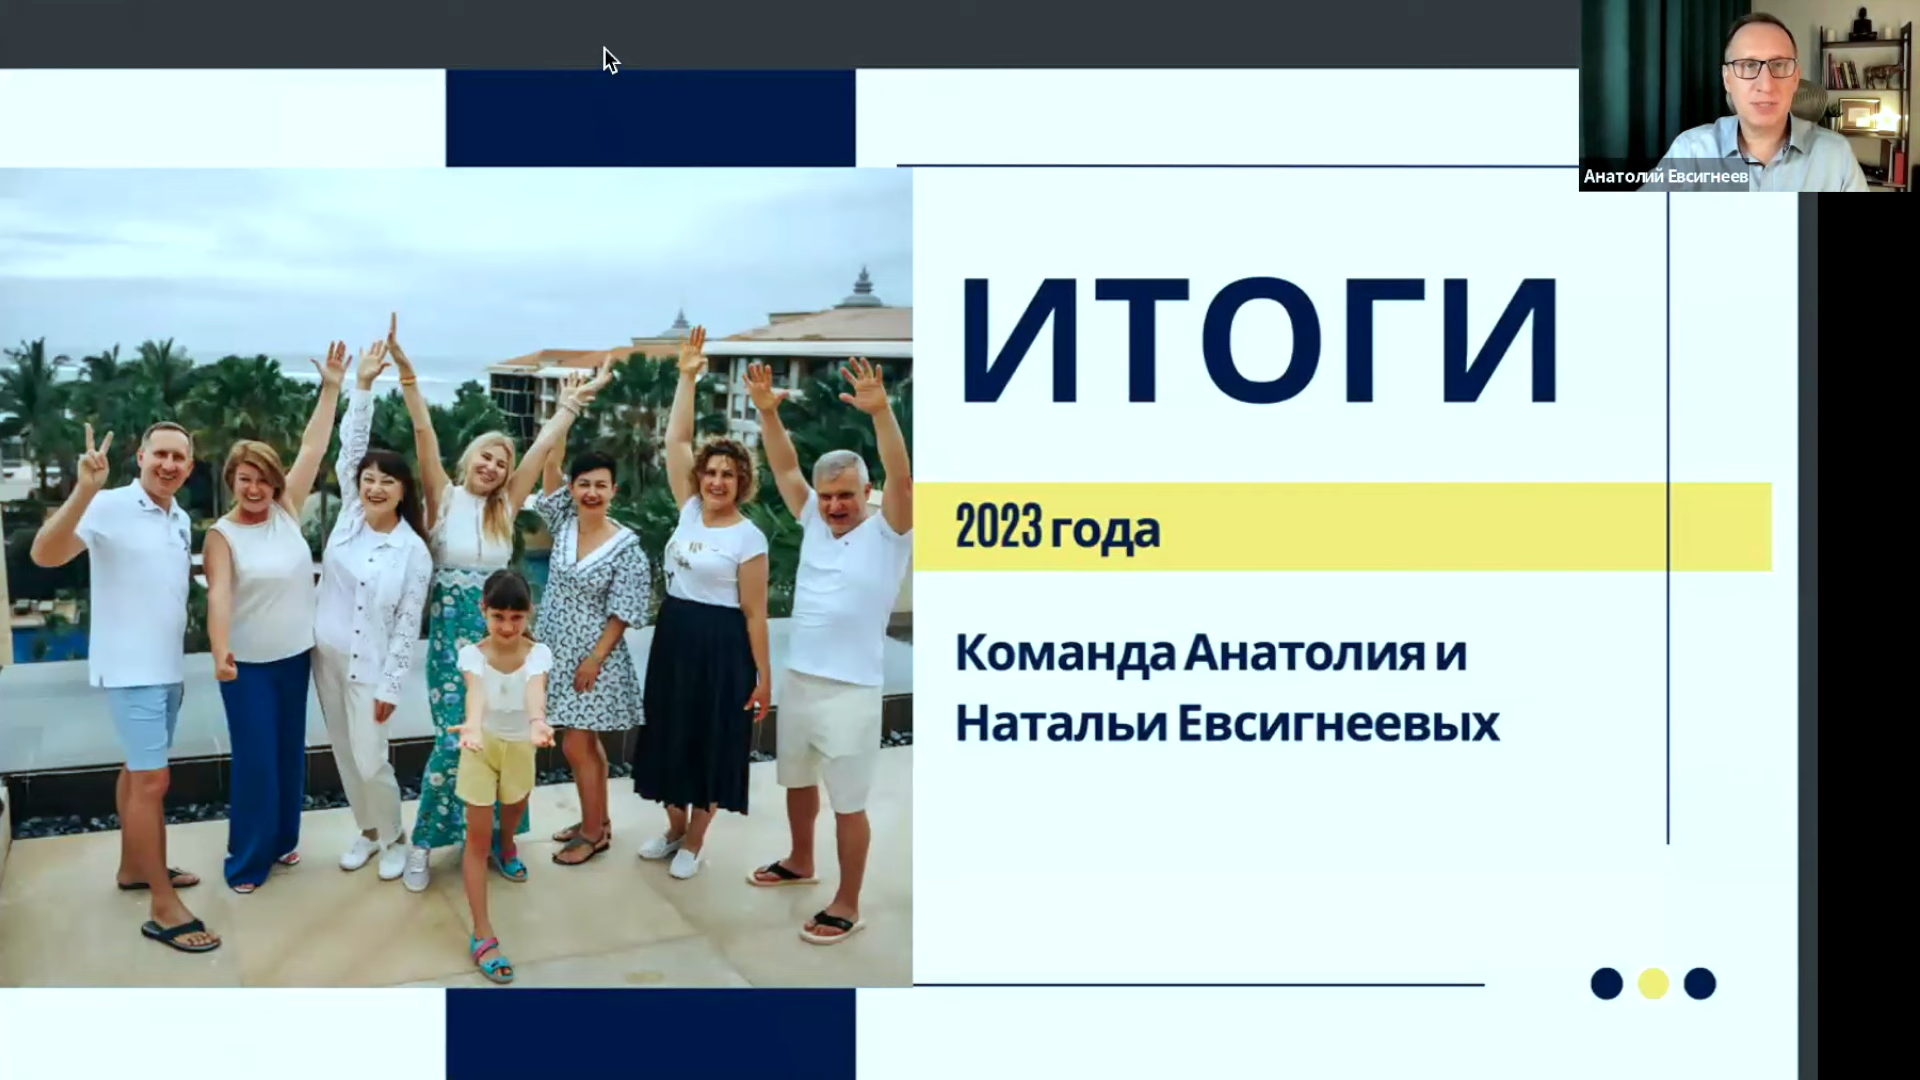 Анатолий Евсигнеев
ИТОГИ
2023 года
Команда Анатолия и
Натальи Евсигнеевых